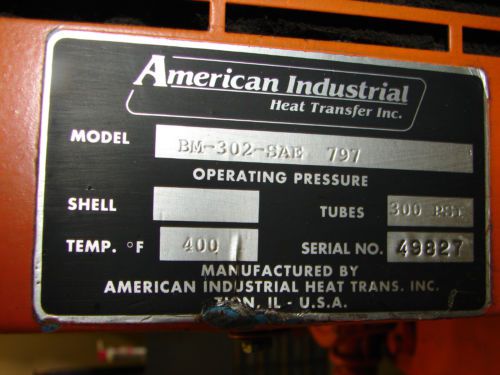 American Industrial
Heat Transfer Inc.
MODEL BM-302-SAE 797
OPERATING PRESSURE
SHELL TUBES 300 PSI
TEMP. °F 400 SERIAL NO. 49827
MANUFACTURED BY
AMERICAN INDUSTRIAL HEAT TRANS. INC.
ZION, IL - U.S.A.